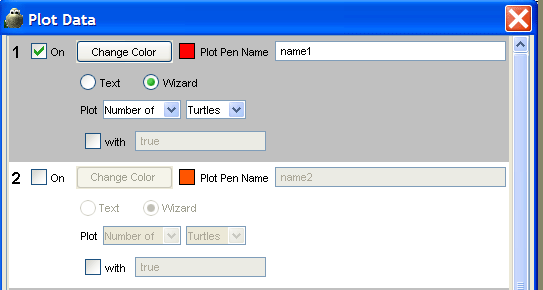 Plot Data
1 On Change Color Plot Pen Name name1
Text Wizard
Plot Number of Turtles
with true
2 On Change Color Plot Pen Name name2
Text Wizard
Plot Number of Turtles
with true